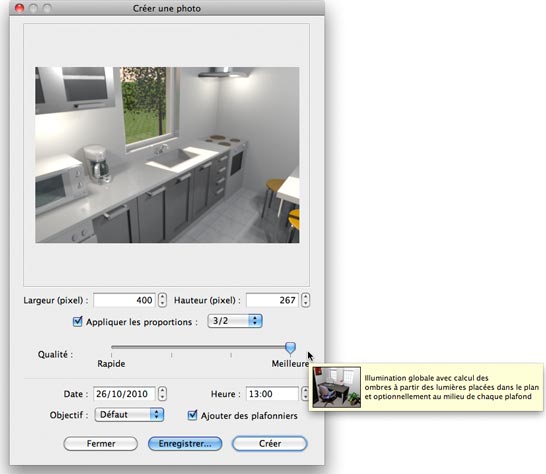 Créer une photo
Largeur (pixel) : 400 Hauteur (pixel) : 267
Appliquer les proportions : 3/2
Qualité :
Rapide Meilleure
Illumination globale avec calcul des
ombres à partir des lumières placées dans le plan
et optionnellement au milieu de chaque plafond
Date : 26/10/2010 Heure : 13:00
Objectif : Défaut Ajouter des plafonniers
Fermer Enregistrer... Créer